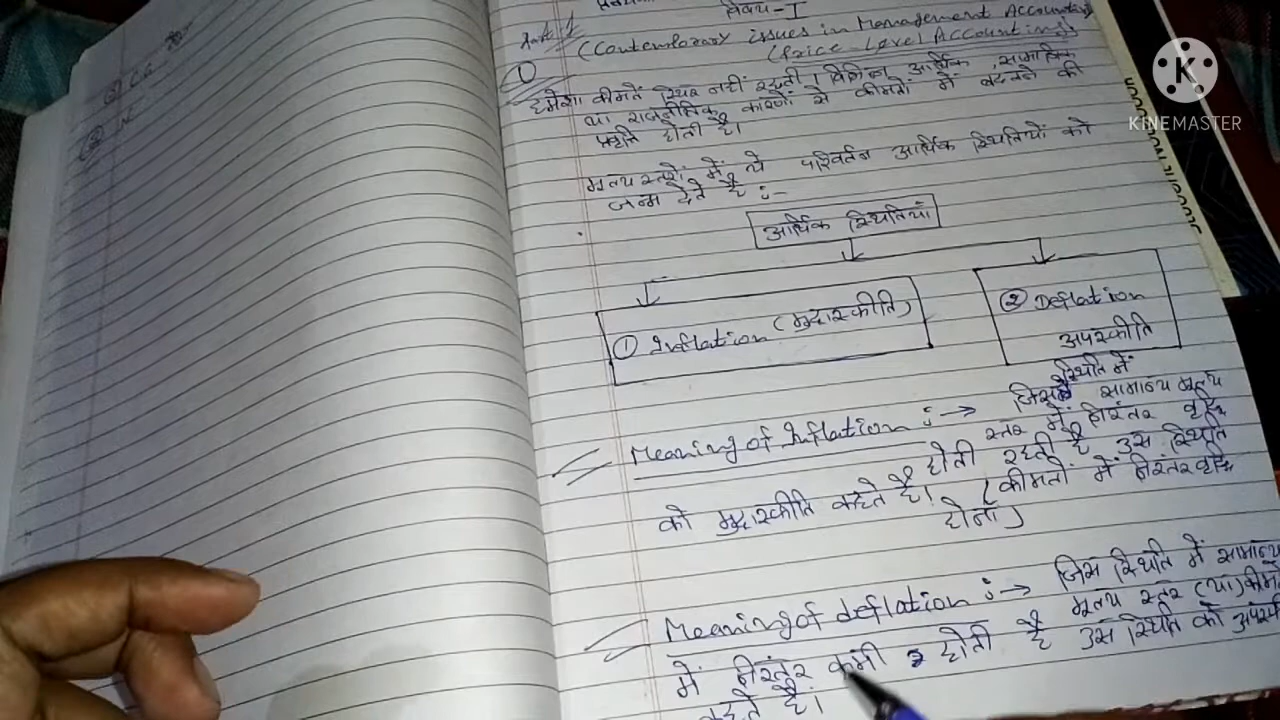 विषय-I
(Contemporary issues in Management Accounting)
(Price-Level Accounting)
①
हमेशा कीमतें स्थिर नहीं रहती। विभिन्न आर्थिक, सामाजिक
या राजनीतिक कारणों से कीमतों में बदलने की
प्रवृति होती है।
मूल्य स्तरों में ये परिवर्तन आर्थिक स्थितियों को
जन्म देते है :-
आर्थिक स्थितियां
① Inflation (मुद्रास्फीति)
② Deflation
अपस्फीति
Meaning of Inflation :→ जिस स्थिति में सामान्य मूल्य
स्तर में निरंतर वृद्धि
होती रहती है उस स्थिति
को मुद्रास्फीति कहते है। (कीमतों में निरंतर वृद्धि
होना)
Meaning of deflation :→ जिस स्थिति में सामान्य
मूल्य स्तर (या) कीमतों
में निरंतर कमी होती है उस स्थिति को
कहते है।
KINEMASTER